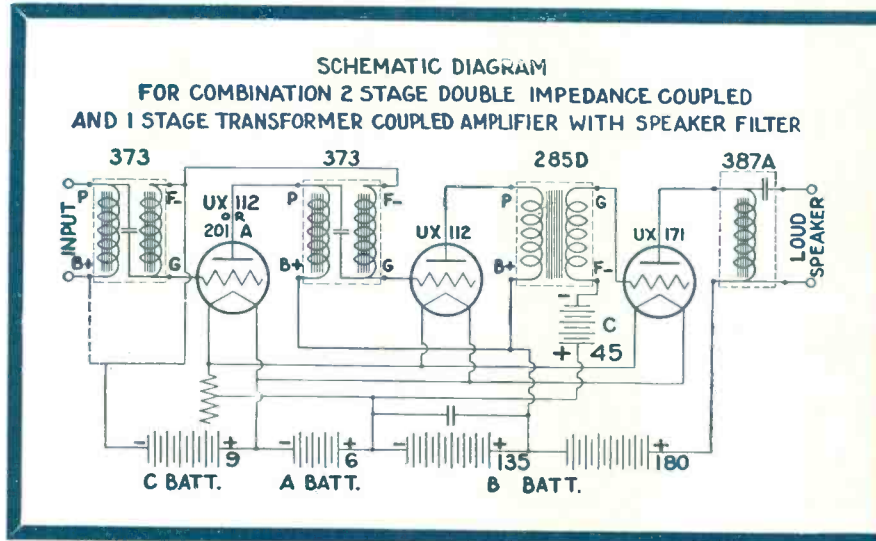 SCHEMATIC DIAGRAM
FOR COMBINATION 2 STAGE DOUBLE IMPEDANCE COUPLED
AND 1 STAGE TRANSFORMER COUPLED AMPLIFIER WITH SPEAKER FILTER
373
373
285D
387A
INPUT
P
F-
B+
G
UX 112
OR
201 A
P
F-
B+
G
UX 112
P
G
B+
F-
UX 171
LOUD
SPEAKER
-
C
+ 45
- + 9
C BATT.
- + 6
A BATT.
- + 135
+ 180
B BATT.